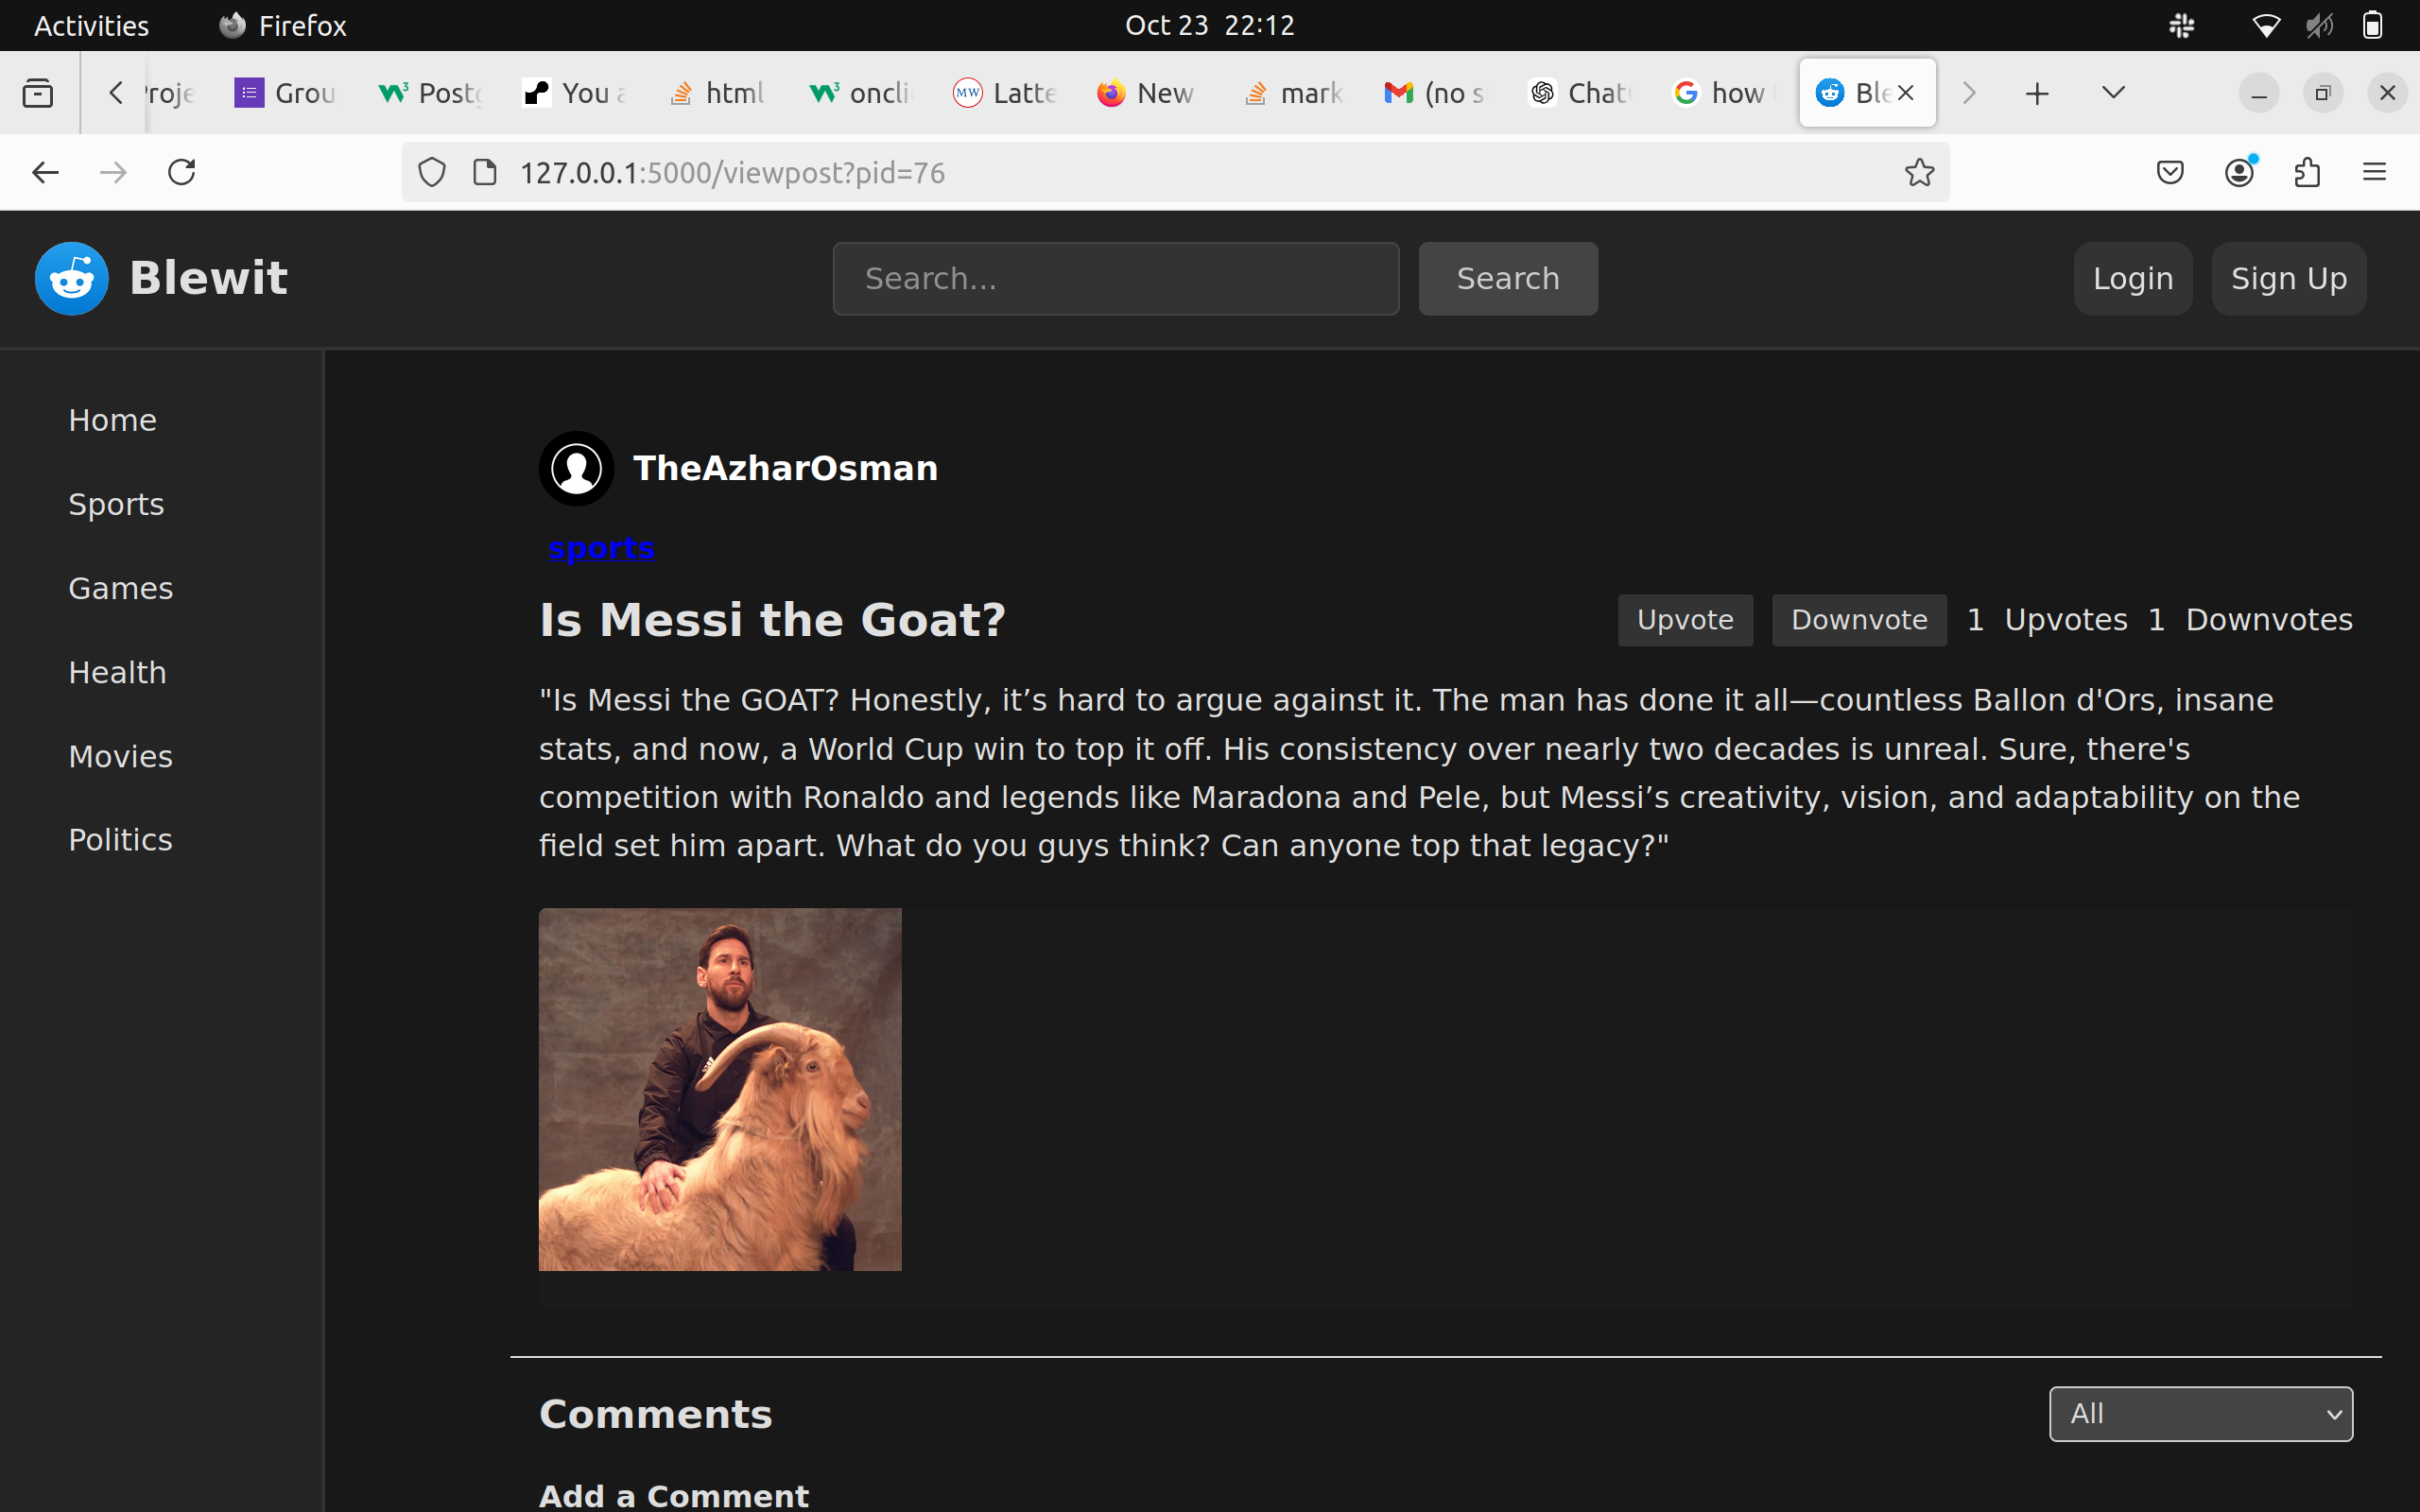 Activities Firefox Oct 23 22:12
Grou Post You html oncli Latte New mark (no s Chat how Ble
127.0.0.1:5000/viewpost?pid=76
Blewit Search... Search Login Sign Up
Home
Sports
Games
Health
Movies
Politics
TheAzharOsman
sports
Is Messi the Goat? Upvote Downvote 1 Upvotes 1 Downvotes
"Is Messi the GOAT? Honestly, it’s hard to argue against it. The man has done it all—countless Ballon d'Ors, insane
stats, and now, a World Cup win to top it off. His consistency over nearly two decades is unreal. Sure, there's
competition with Ronaldo and legends like Maradona and Pele, but Messi’s creativity, vision, and adaptability on the
field set him apart. What do you guys think? Can anyone top that legacy?"
Comments All
Add a Comment